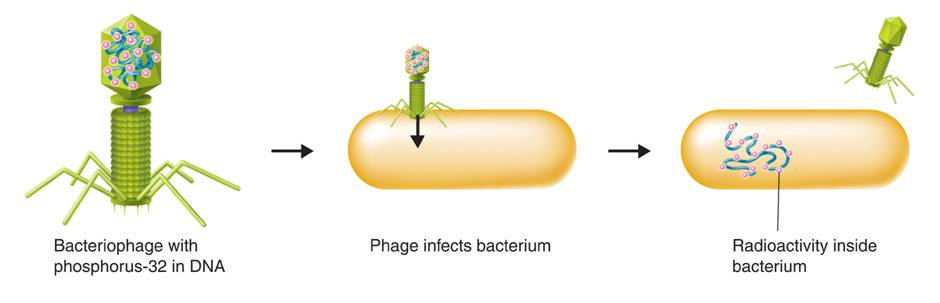 Bacteriophage with
phosphorus-32 in DNA
Phage infects bacterium
Radioactivity inside
bacterium